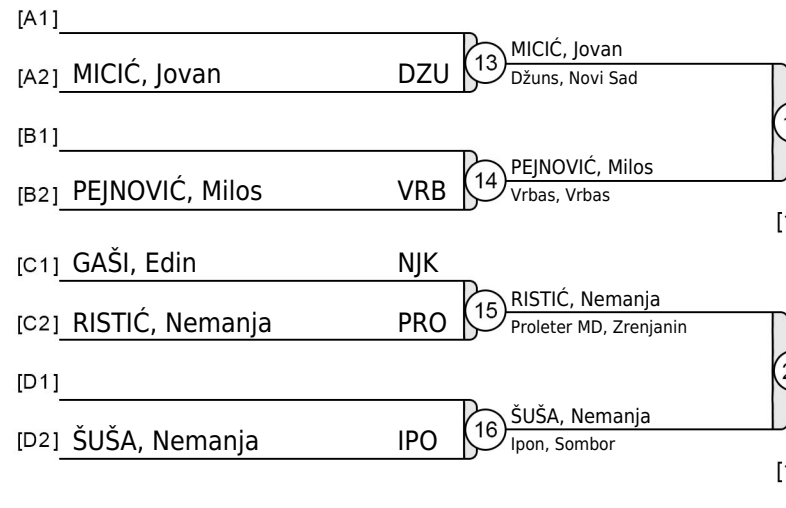 [A1]
[A2] MICIĆ, Jovan DZU
13
MICIĆ, Jovan
Džuns, Novi Sad
[B1]
[B2] PEJNOVIĆ, Milos VRB
14
PEJNOVIĆ, Milos
Vrbas, Vrbas
[C1] GAŠI, Edin NJK
[C2] RISTIĆ, Nemanja PRO
15
RISTIĆ, Nemanja
Proleter MD, Zrenjanin
[D1]
[D2] ŠUŠA, Nemanja IPO
16
ŠUŠA, Nemanja
Ipon, Sombor